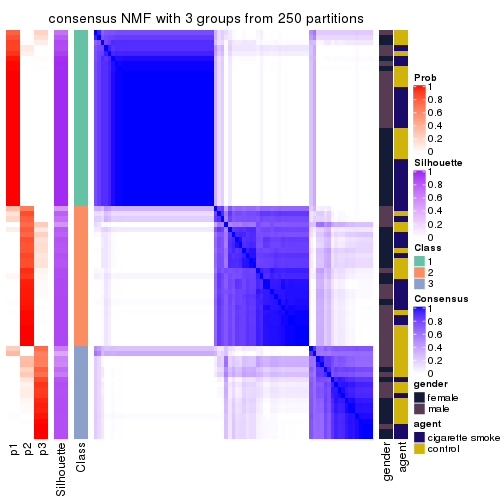 consensus NMF with 3 groups from 250 partitions
Prob
1
0.8
0.6
0.4
0.2
0
Silhouette
1
0.8
0.6
0.4
0.2
0
Class
1
2
3
Consensus
1
0.8
0.6
0.4
0.2
0
gender
female
male
agent
cigarette smoke
control
p1
p2
p3
Silhouette
Class
gender
agent